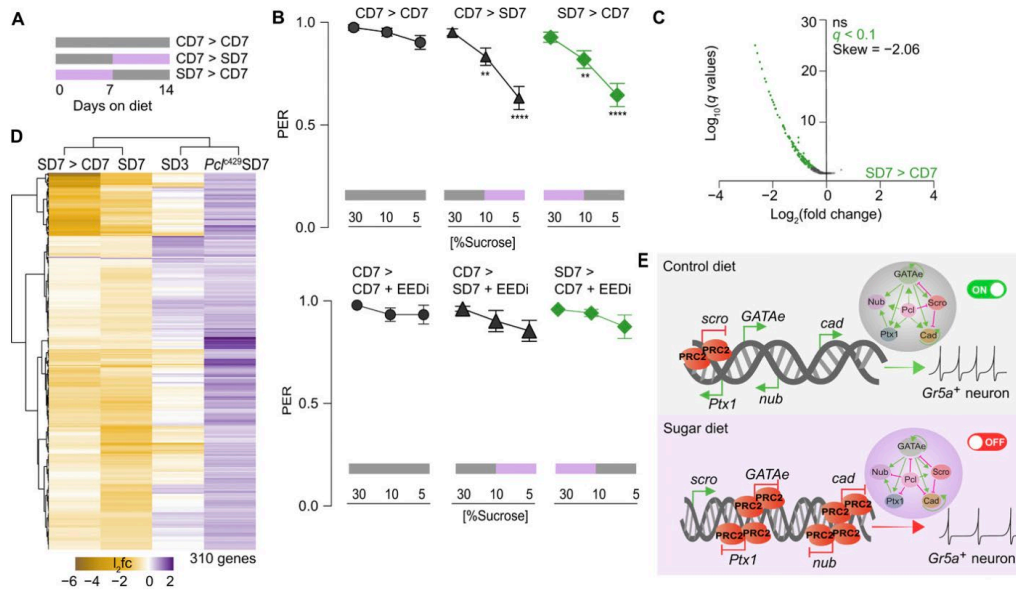 A
CD7 > CD7
CD7 > SD7
SD7 > CD7
0 7 14
Days on diet
B
CD7 > CD7 CD7 > SD7 SD7 > CD7
1.0
PER
0.5
0.0
**
****
**
****
30 10 5 30 10 5 30 10 5
[%Sucrose]
CD7 >
CD7 + EEDi
CD7 >
SD7 + EEDi
SD7 >
CD7 + EEDi
1.0
PER
0.5
0.0
30 10 5 30 10 5 30 10 5
[%Sucrose]
C
30
ns
q < 0.1
Skew = −2.06
20
10
Log10(q values)
SD7 > CD7
−4 −2 0 2 4
Log2(fold change)
D
SD7 > CD7 SD7 SD3 Pclc429SD7
310 genes
l2fc
−6 −4 −2 0 2
E
Control diet
GATAe
Nub
Scro
Pcl
Ptx1
Cad
ON
scro
GATAe
cad
PRC2
PRC2
Ptx1
nub
Gr5a+ neuron
Sugar diet
GATAe
Nub
Scro
Pcl
Ptx1
Cad
OFF
scro
GATAe
cad
PRC2
PRC2
PRC2
PRC2
PRC2
PRC2
PRC2
PRC2
Ptx1
nub
Gr5a+ neuron